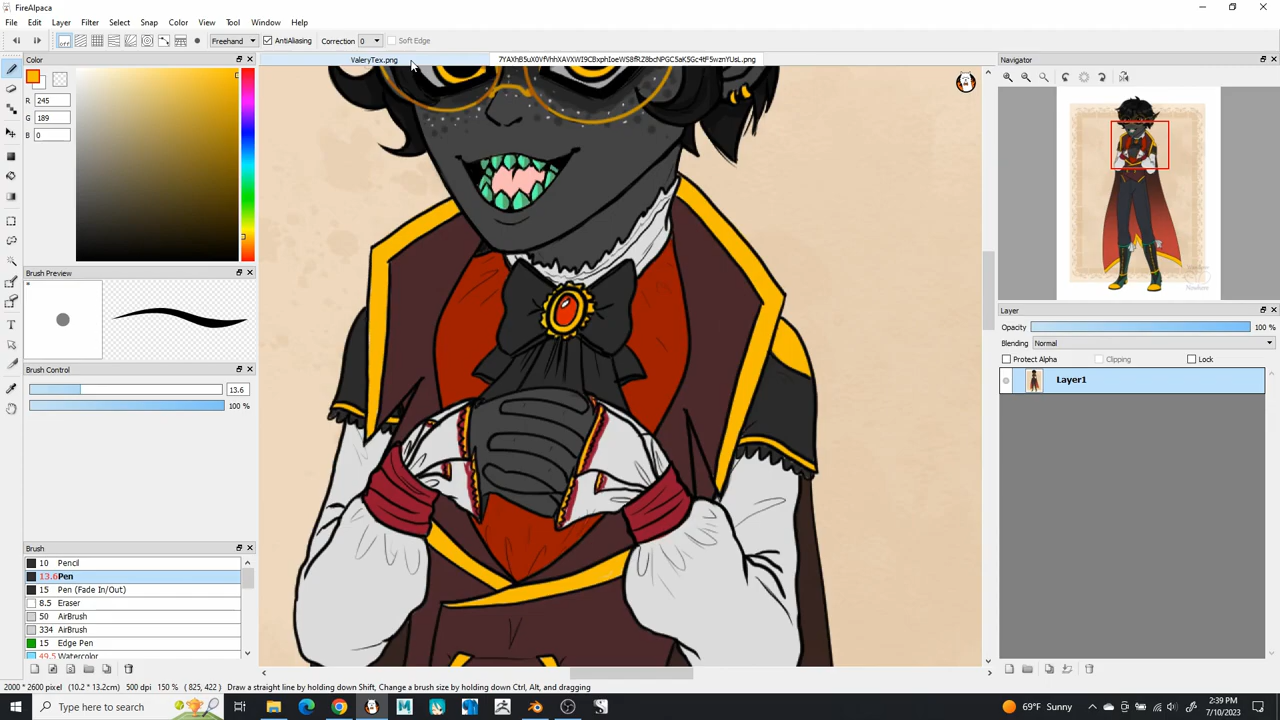 FireAlpaca
File Edit Layer Filters Select Snap Color View Tool Window Help
off Freehand AntiAliasing Correction 0 Soft Edge
Color
ValeryTex.png
Navigator
R 245
G 189
B 0
Brush Preview
Brush Control
13.6
100 %
Layer
Opacity 100 %
Blending Normal
Protect Alpha Clipping Lock
Layer1
Brush
10 Pencil
13.6 Pen
15 Pen (Fade In/Out)
8.5 Eraser
50 AirBrush
334 AirBrush
15 Edge Pen
49.5 Watercolor
2000 * 2600 pixel (10.2 * 13.2cm) 500 dpi 150 % ( 825, 422 ) Draw a straight line by holding down Shift, Change a brush size by holding down Ctrl, Alt, and dragging
Type here to search
69°F Sunny
2:39 PM
7/10/2023